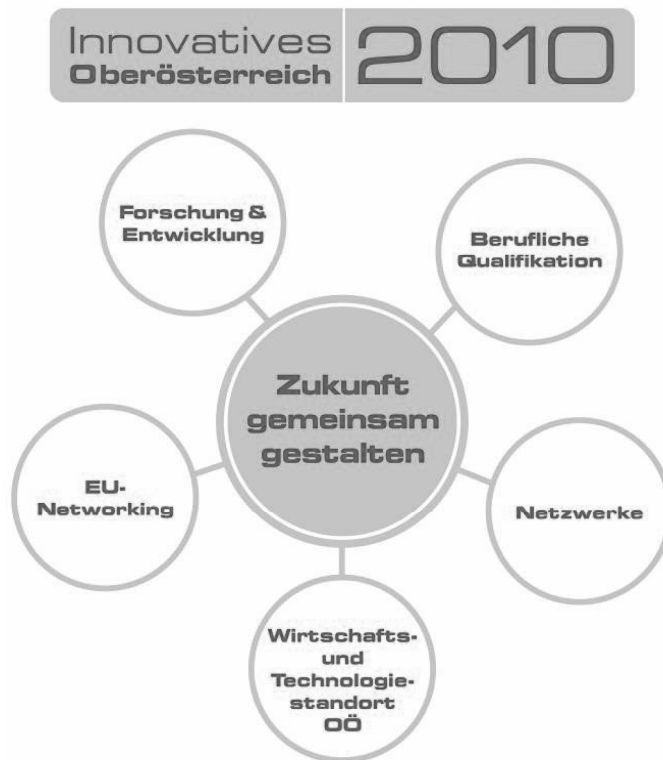 Innovatives
Oberösterreich
2010
Forschung &
Entwicklung
Berufliche
Qualifikation
Zukunft
gemeinsam
gestalten
EU-
Networking
Netzwerke
Wirtschafts-
und
Technologie-
standort
OÖ